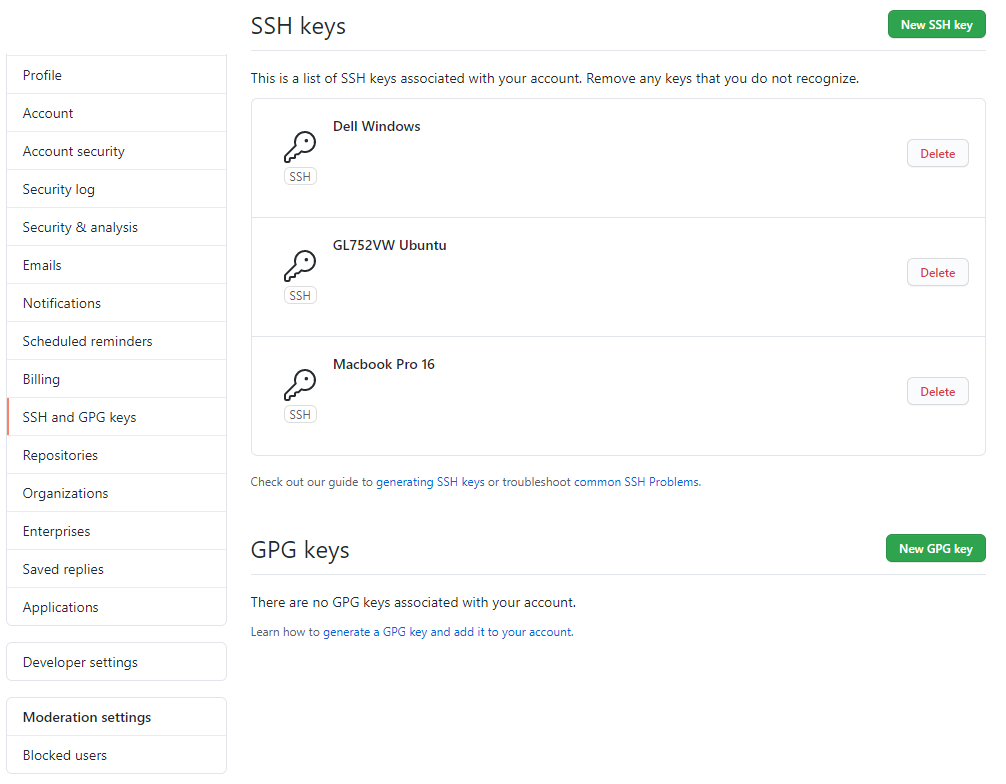 SSH keys
New SSH key
This is a list of SSH keys associated with your account. Remove any keys that you do not recognize.
Dell Windows
SSH
Delete
GL752VW Ubuntu
SSH
Delete
Macbook Pro 16
SSH
Delete
Check out our guide to generating SSH keys or troubleshoot common SSH Problems.
GPG keys
New GPG key
There are no GPG keys associated with your account.
Learn how to generate a GPG key and add it to your account.
Profile
Account
Account security
Security log
Security & analysis
Emails
Notifications
Scheduled reminders
Billing
SSH and GPG keys
Repositories
Organizations
Enterprises
Saved replies
Applications
Developer settings
Moderation settings
Blocked users